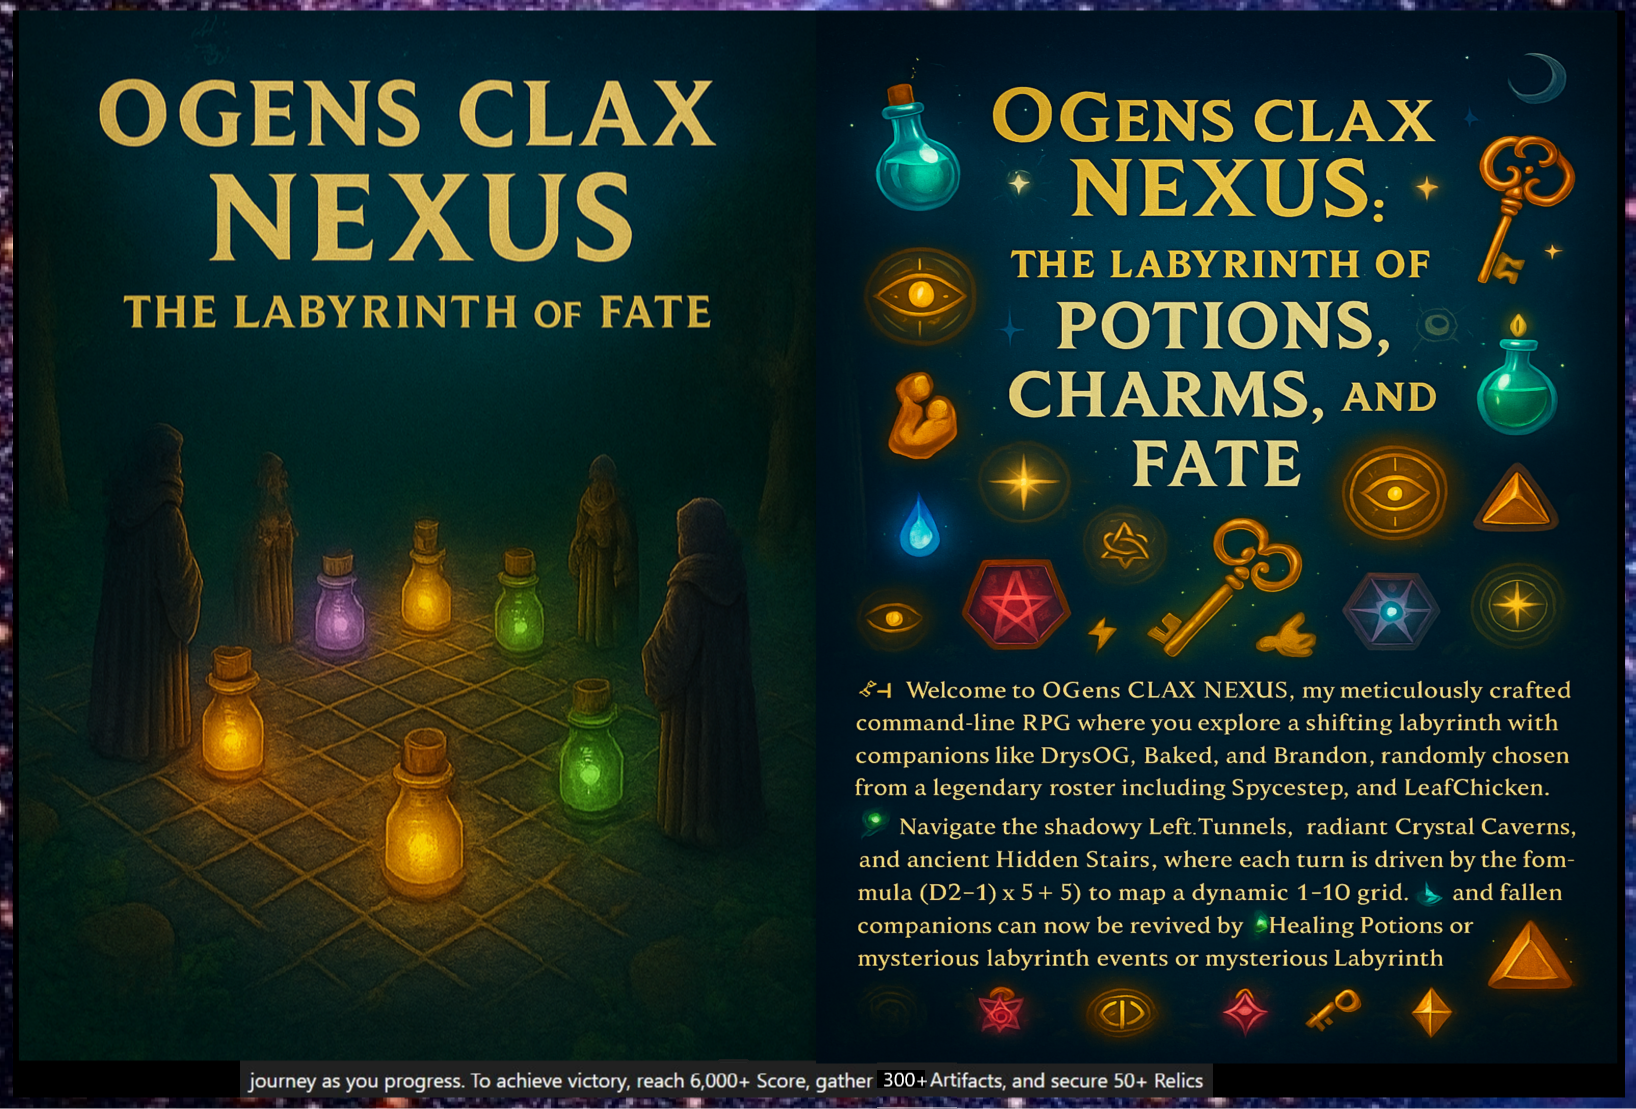 OGENS CLAX
NEXUS
THE LABYRINTH OF FATE
OGENS CLAX
NEXUS:
THE LABYRINTH OF
POTIONS,
CHARMS, AND
FATE
Welcome to OGens CLAX NEXUS, my meticulously crafted
command-line RPG where you explore a shifting labyrinth with
companions like DrysOG, Baked, and Brandon, randomly chosen
from a legendary roster including Spycestep, and LeafChicken.
Navigate the shadowy Left.Tunnels, radiant Crystal Caverns,
and ancient Hidden Stairs, where each turn is driven by the fom-
mula (D2–1) x 5 + 5) to map a dynamic 1–10 grid. and fallen
companions can now be revived by Healing Potions or
mysterious labyrinth events or mysterious Labyrinth
journey as you progress. To achieve victory, reach 6,000+ Score, gather 300+ Artifacts, and secure 50+ Relics